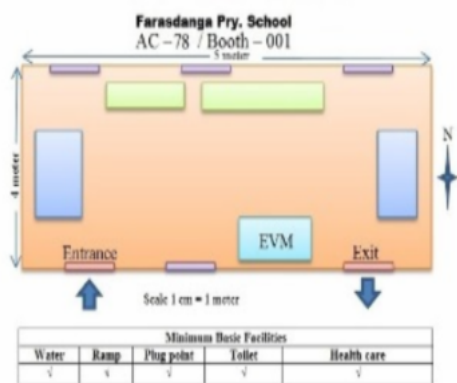 Farasdanga Pry. School
AC – 78 / Booth – 001
5 meter
4 meter
N
EVM
Entrance
Exit
Scale 1 cm = 1 meter
Minimum Basic Facilities
Water Ramp Plug point Toilet Health care
√ √ √ √ √